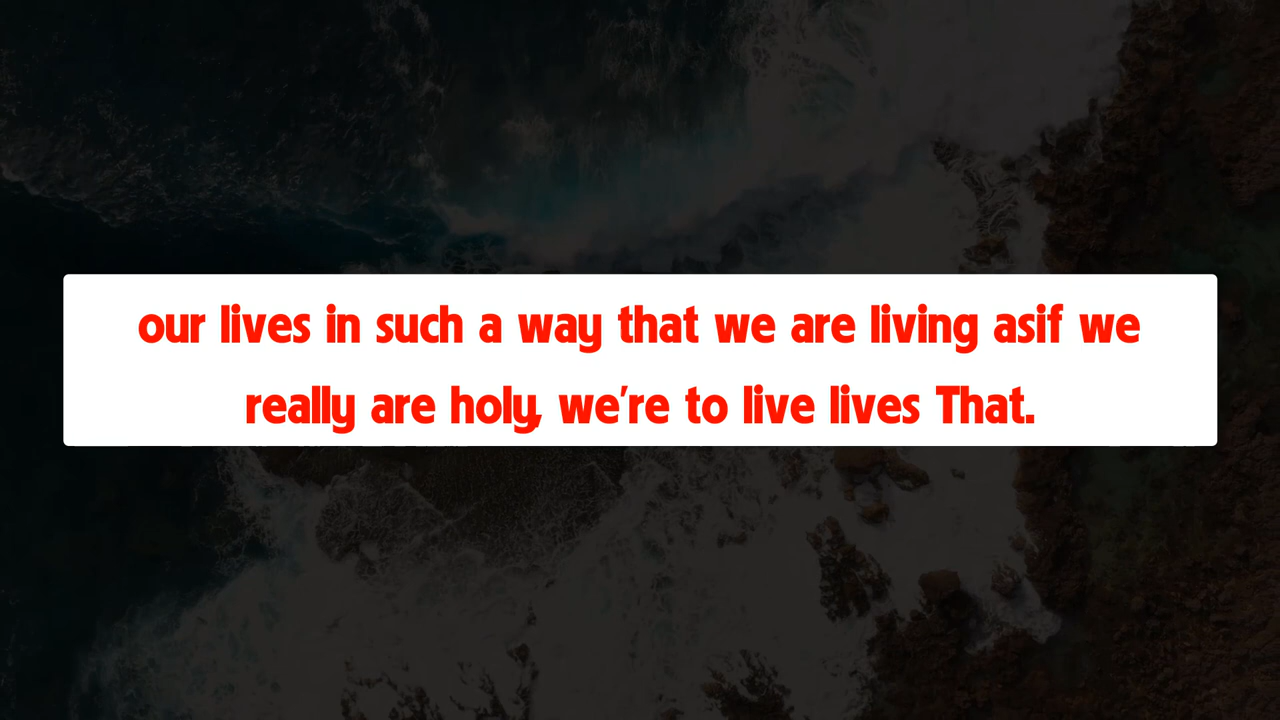 our lives in such a way that we are living asif we
really are holy, we're to live lives That.